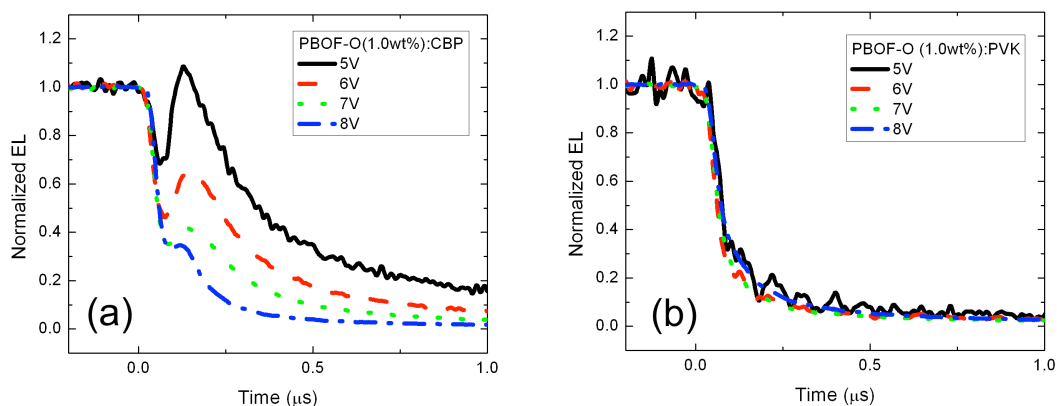 1.2
1.0
0.8
0.6
0.4
0.2
0.0
Normalized EL
PBOF-O(1.0wt%):CBP
5V
6V
7V
8V
(a)
0.0
0.5
1.0
Time (μs)
1.2
1.0
0.8
0.6
0.4
0.2
0.0
Normalized EL
PBOF-O (1.0wt%):PVK
5V
6V
7V
8V
(b)
0.0
0.5
1.0
Time (μs)